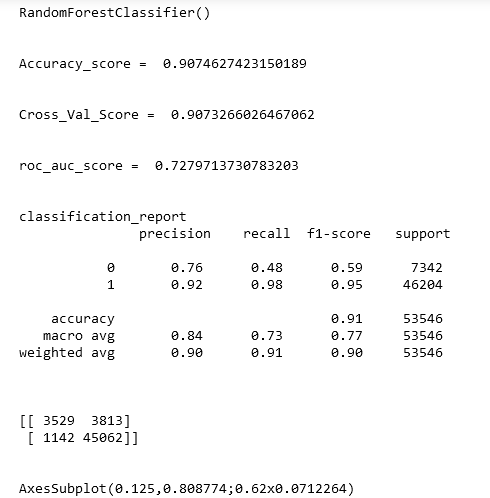 RandomForestClassifier()
Accuracy_score =  0.9074627423150189
Cross_Val_Score =  0.9073266026467062
roc_auc_score =  0.7279713730783203
classification_report
              precision    recall  f1-score   support
           0       0.76      0.48      0.59      7342
           1       0.92      0.98      0.95     46204
    accuracy                           0.91     53546
   macro avg       0.84      0.73      0.77     53546
weighted avg       0.90      0.91      0.90     53546
[[ 3529  3813]
 [ 1142 45062]]
AxesSubplot(0.125,0.808774;0.62x0.0712264)